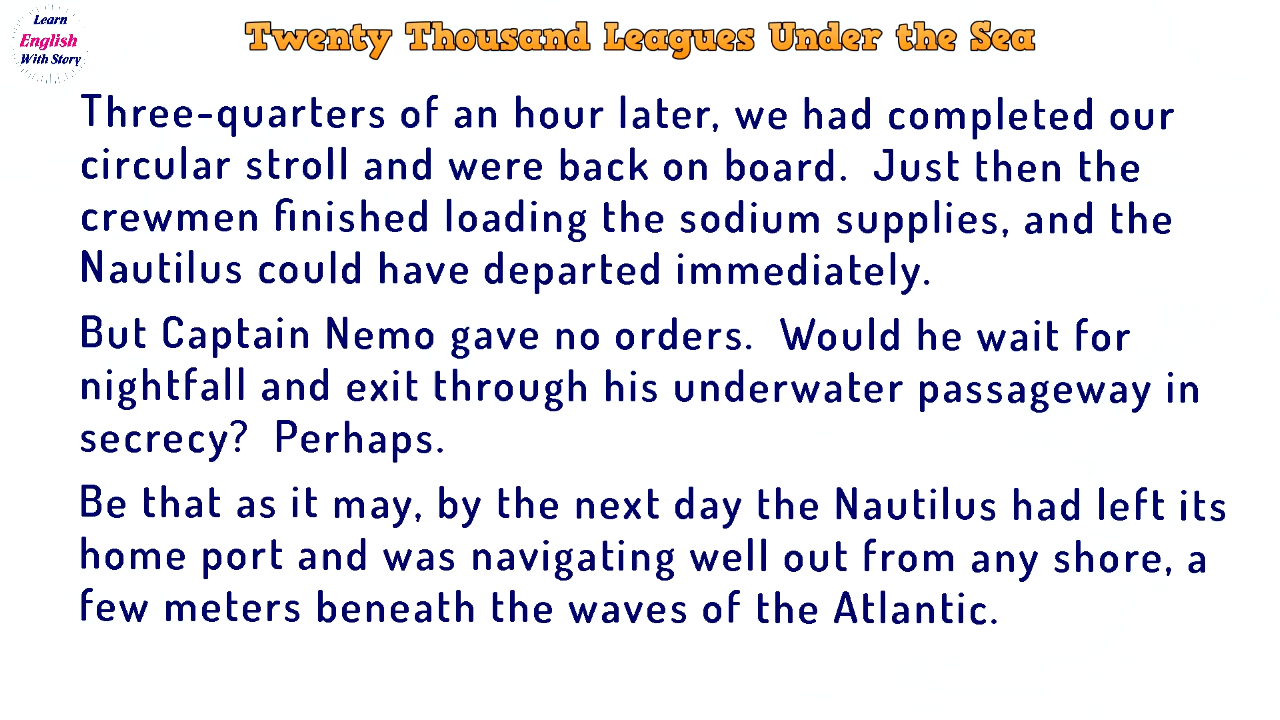 Learn
English
With Story
Twenty Thousand Leagues Under the Sea
Three-quarters of an hour later, we had completed our
circular stroll and were back on board.  Just then the
crewmen finished loading the sodium supplies, and the
Nautilus could have departed immediately.
But Captain Nemo gave no orders.  Would he wait for
nightfall and exit through his underwater passageway in
secrecy?  Perhaps.
Be that as it may, by the next day the Nautilus had left its
home port and was navigating well out from any shore, a
few meters beneath the waves of the Atlantic.